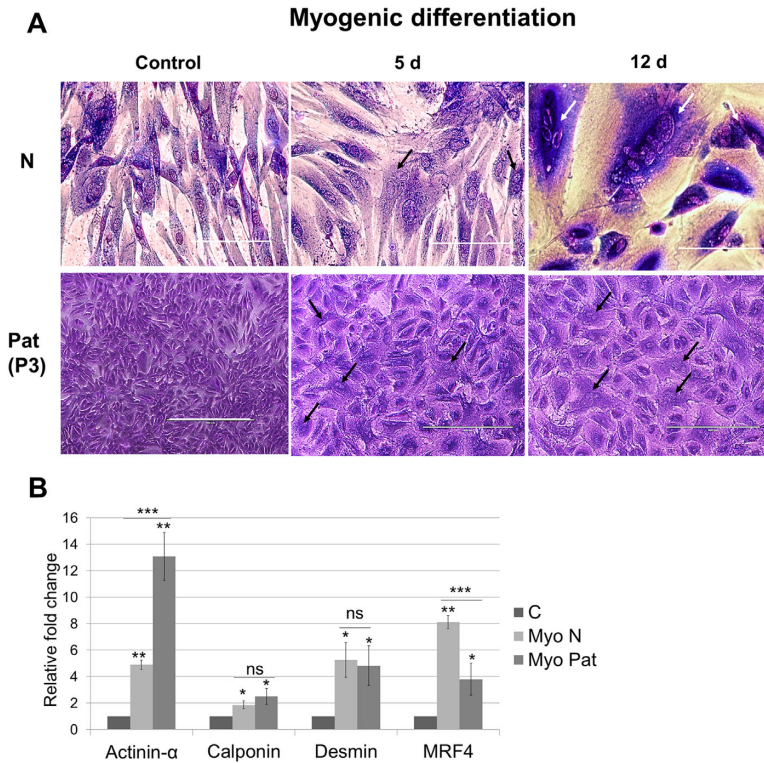 A
Myogenic differentiation
Control
5 d
12 d
N
Pat
(P3)
B
Relative fold change
16
14
12
10
8
6
4
2
0
***
**
**
ns
*
*
ns
*
*
***
**
*
Actinin-α
Calponin
Desmin
MRF4
C
Myo N
Myo Pat